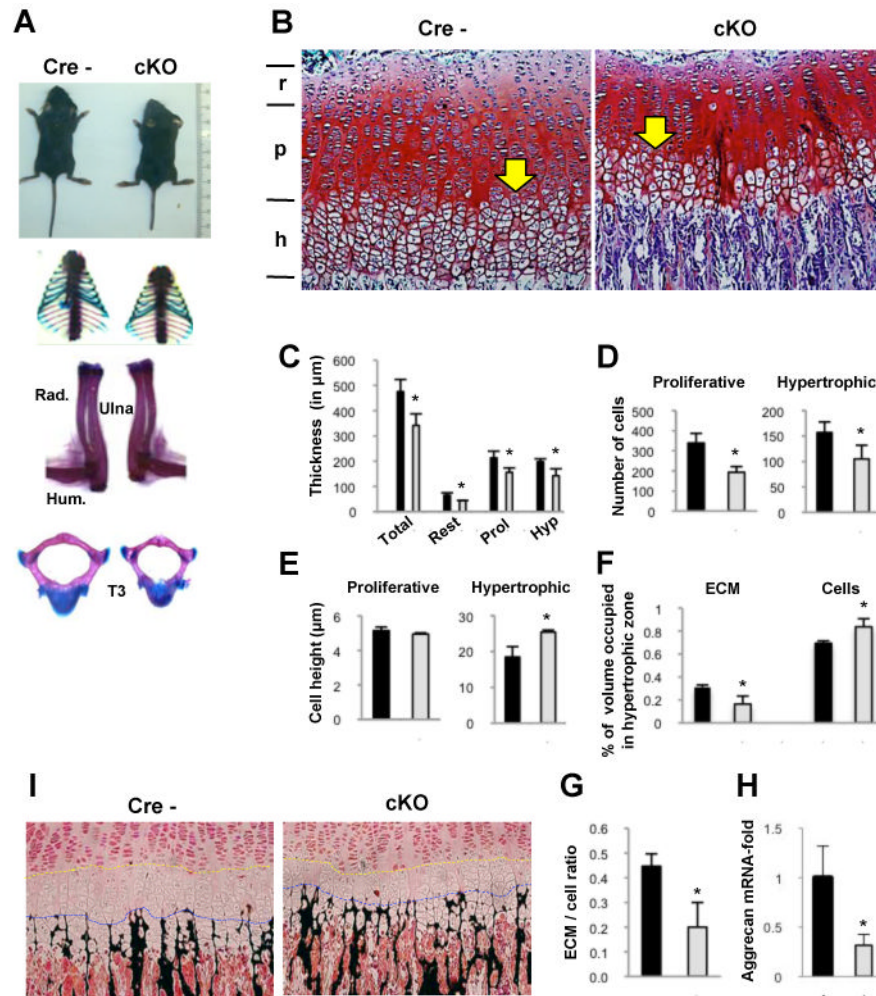 A
Cre -
cKO
Rad.
Ulna
Hum.
T3
B
Cre -
cKO
r
p
h
C
Thickness (in µm)
600
500
400
300
200
100
0
*
*
*
*
Total
Rest
Prol
Hyp
D
Proliferative
Hypertrophic
Number of cells
500
400
300
200
100
0
*
200
150
100
50
0
*
E
Proliferative
Hypertrophic
Cell height (µm)
6
4
2
0
30
20
10
0
*
F
ECM
Cells
% of volume occupied
in hypertrophic zone
1
0.8
0.6
0.4
0.2
0
*
*
I
Cre -
cKO
G
ECM / cell ratio
0.6
0.5
0.4
0.3
0.2
0.1
0.0
*
H
Aggrecan mRNA-fold
1.5
1
0.5
0
*